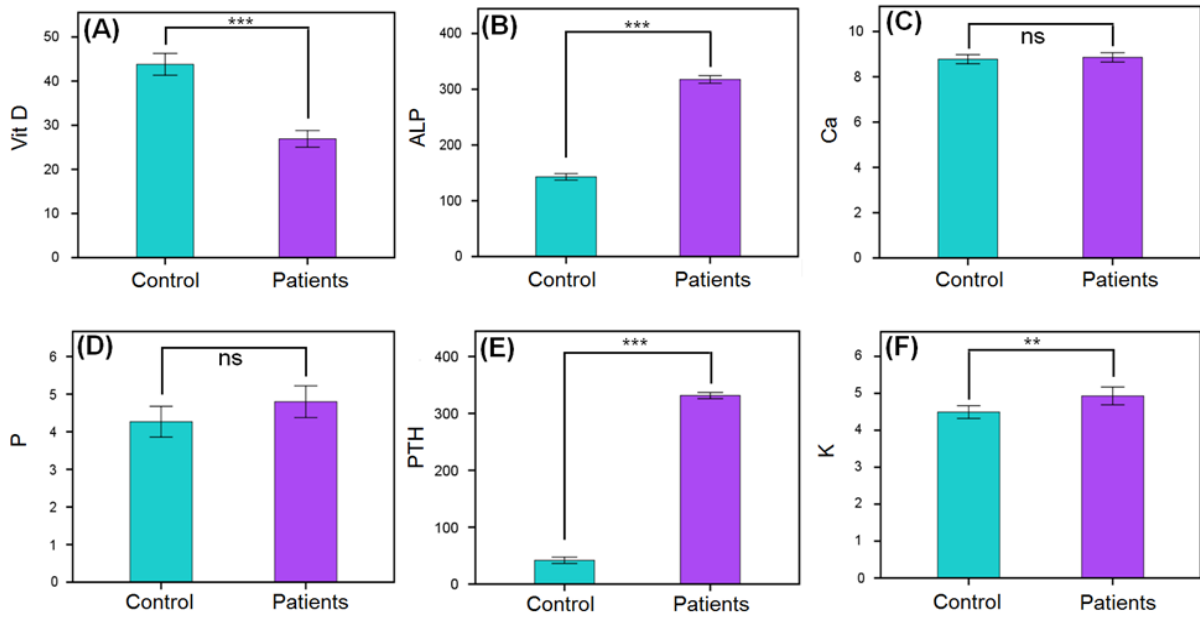 (A)
***
50
40
30
20
10
0
Vit D
Control Patients
(B)
***
400
300
200
100
0
ALP
Control Patients
(C)
ns
10
8
6
4
2
0
Ca
Control Patients
(D)
ns
6
5
4
3
2
1
0
P
Control Patients
(E)
***
400
300
200
100
0
PTH
Control Patients
(F)
**
6
5
4
3
2
1
0
K
Control Patients